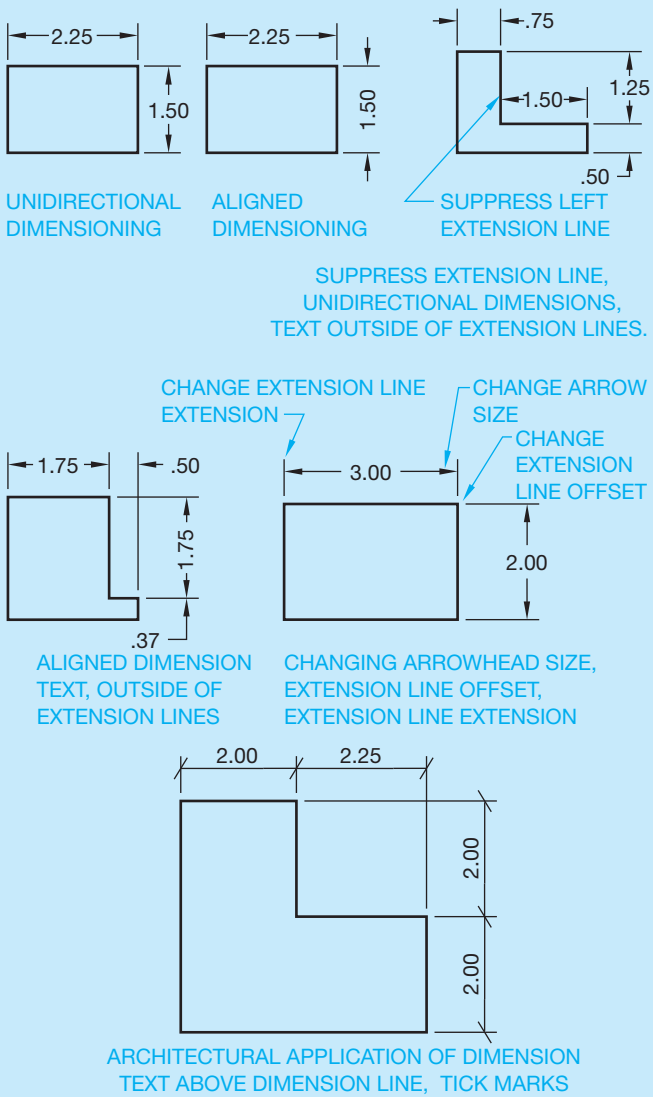 2.25
1.50
UNIDIRECTIONAL
DIMENSIONING
2.25
1.50
ALIGNED
DIMENSIONING
.75
1.25
1.50
.50
SUPPRESS LEFT
EXTENSION LINE
SUPPRESS EXTENSION LINE,
UNIDIRECTIONAL DIMENSIONS,
TEXT OUTSIDE OF EXTENSION LINES.
1.75
.50
1.75
.37
ALIGNED DIMENSION
TEXT, OUTSIDE OF
EXTENSION LINES
CHANGE EXTENSION LINE
EXTENSION
CHANGE ARROW
SIZE
CHANGE
EXTENSION
LINE OFFSET
3.00
2.00
CHANGING ARROWHEAD SIZE,
EXTENSION LINE OFFSET,
EXTENSION LINE EXTENSION
2.00
2.25
2.00
2.00
ARCHITECTURAL APPLICATION OF DIMENSION
TEXT ABOVE DIMENSION LINE, TICK MARKS